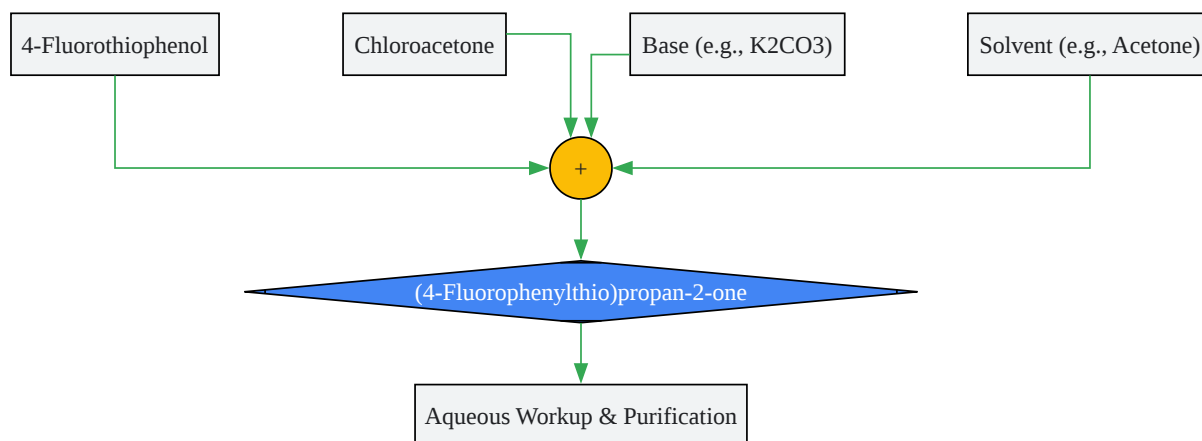 4-Fluorothiophenol
Chloroacetone
Base (e.g., K2CO3)
Solvent (e.g., Acetone)
+
(4-Fluorophenylthio)propan-2-one
Aqueous Workup & Purification